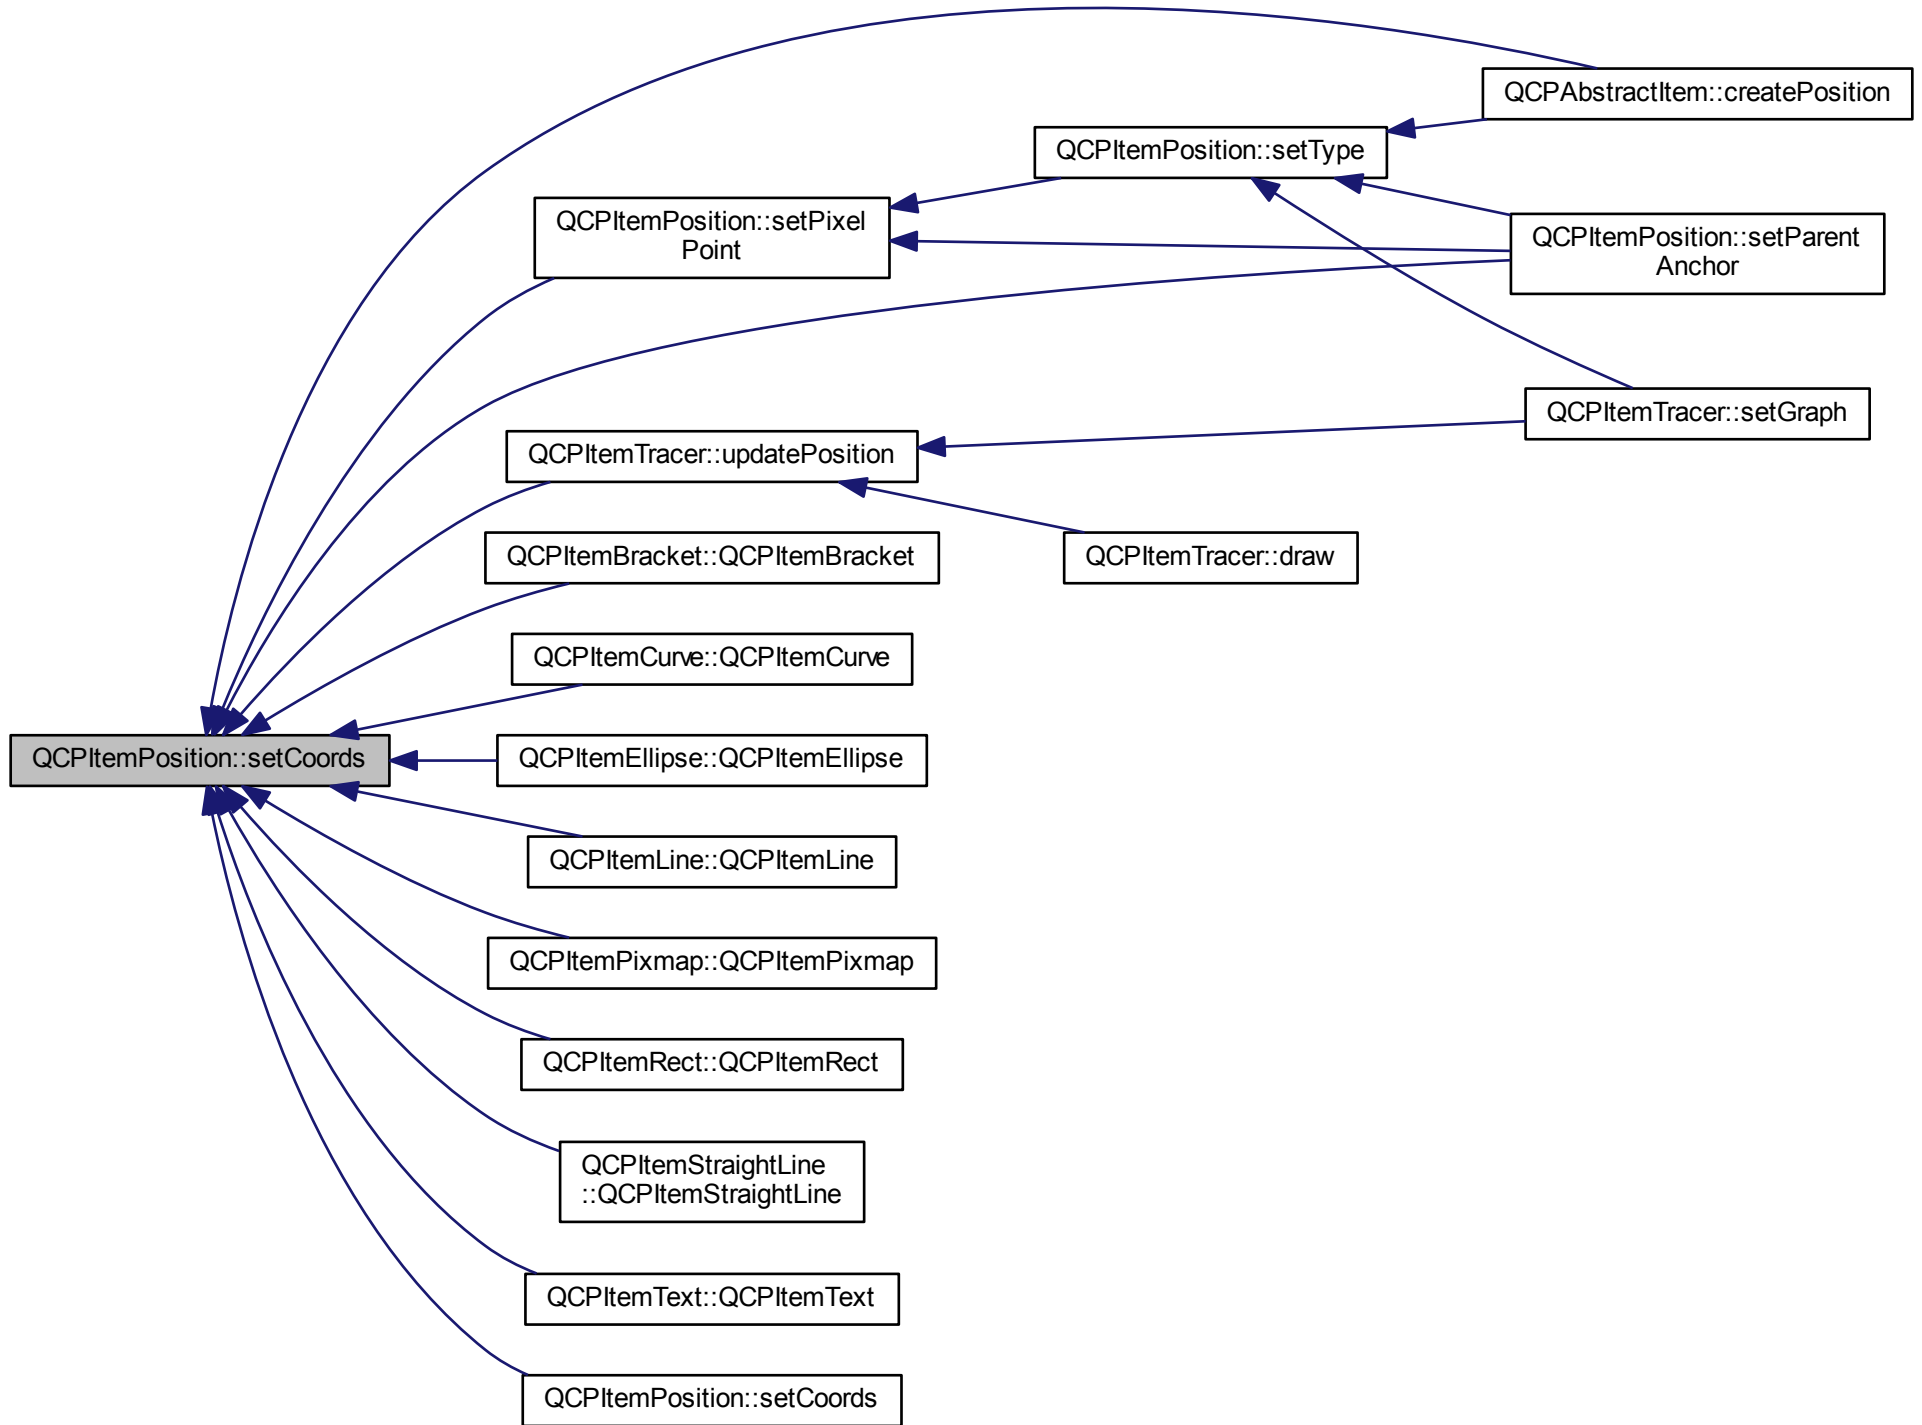 QCPAbstractItem::createPosition
QCPItemPosition::setType
QCPItemPosition::setPixel
Point
QCPItemPosition::setParent
Anchor
QCPItemTracer::setGraph
QCPItemTracer::updatePosition
QCPItemBracket::QCPItemBracket
QCPItemTracer::draw
QCPItemCurve::QCPItemCurve
QCPItemPosition::setCoords
QCPItemEllipse::QCPItemEllipse
QCPItemLine::QCPItemLine
QCPItemPixmap::QCPItemPixmap
QCPItemRect::QCPItemRect
QCPItemStraightLine
::QCPItemStraightLine
QCPItemText::QCPItemText
QCPItemPosition::setCoords